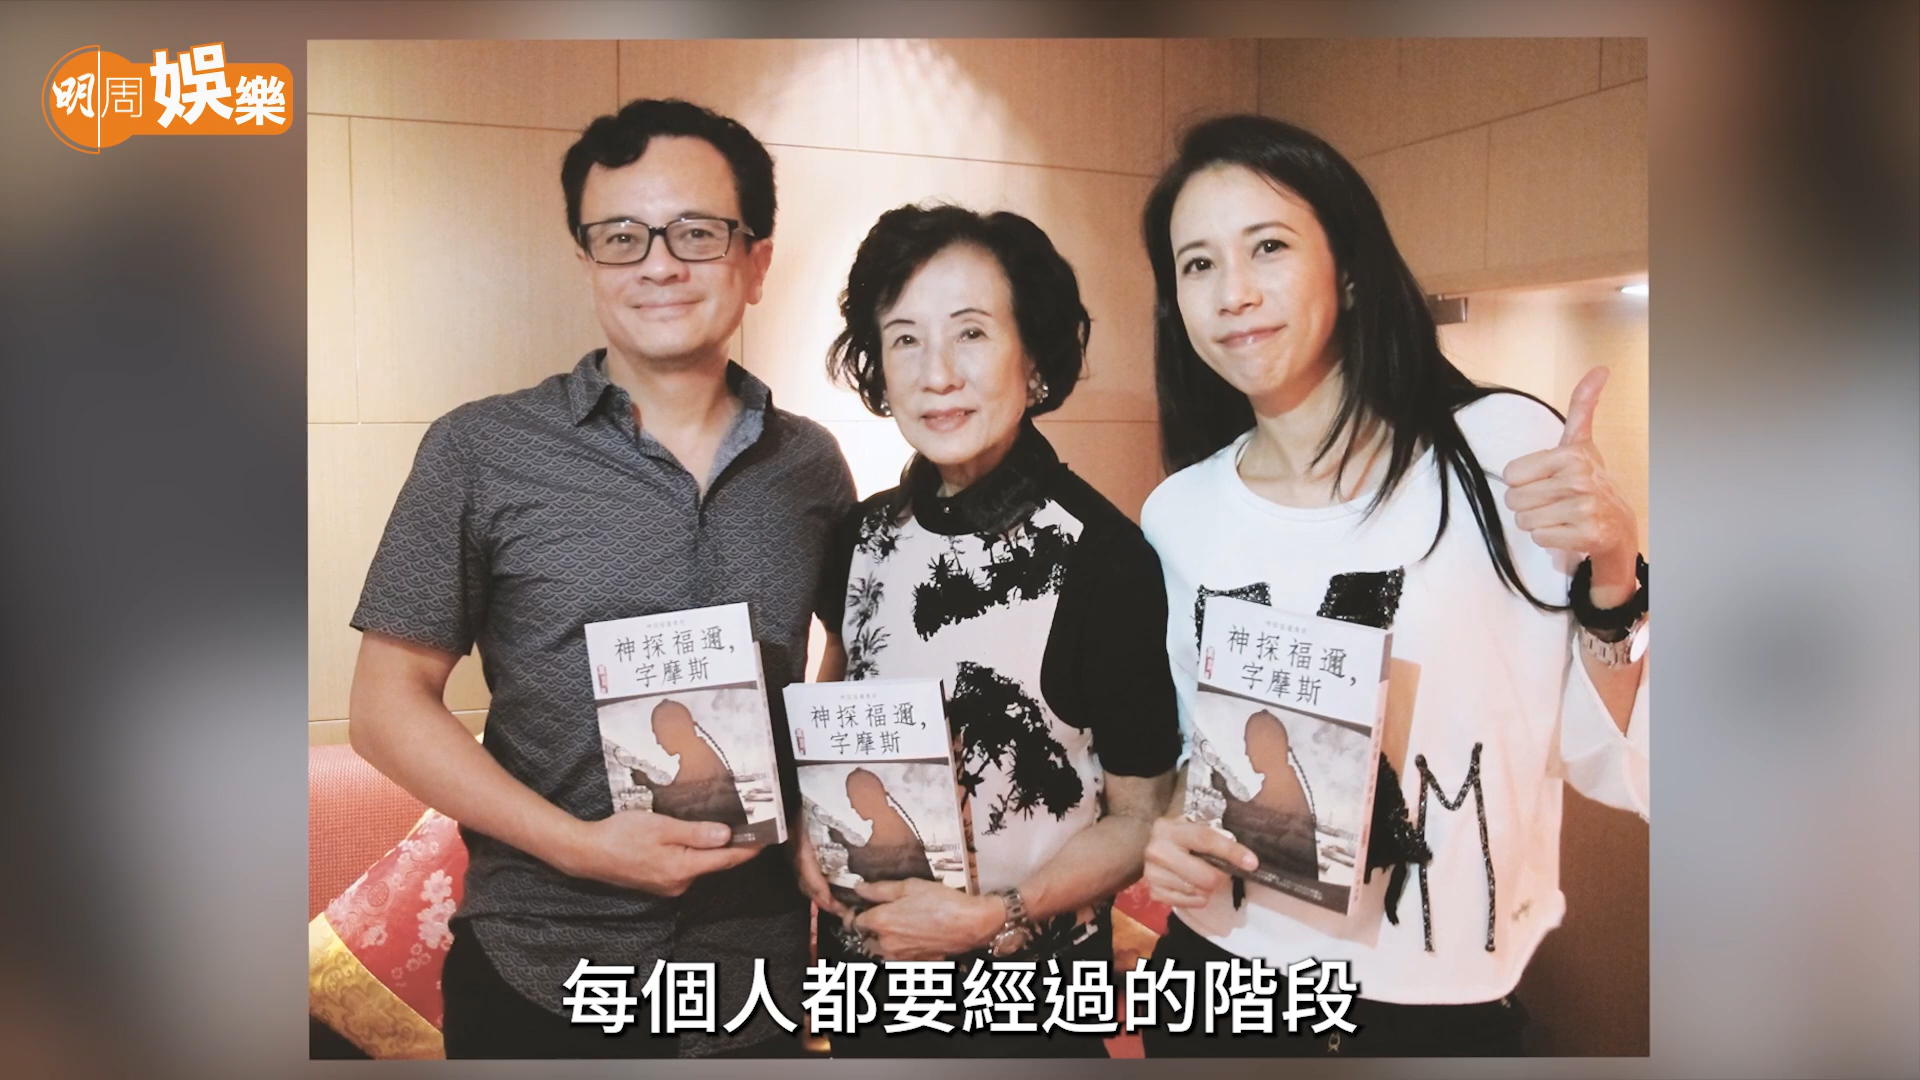 明周娛樂
神探福邇,
字摩斯
神探福邇,
字摩斯
神探福邇,
字摩斯
M
每個人都要經過的階段